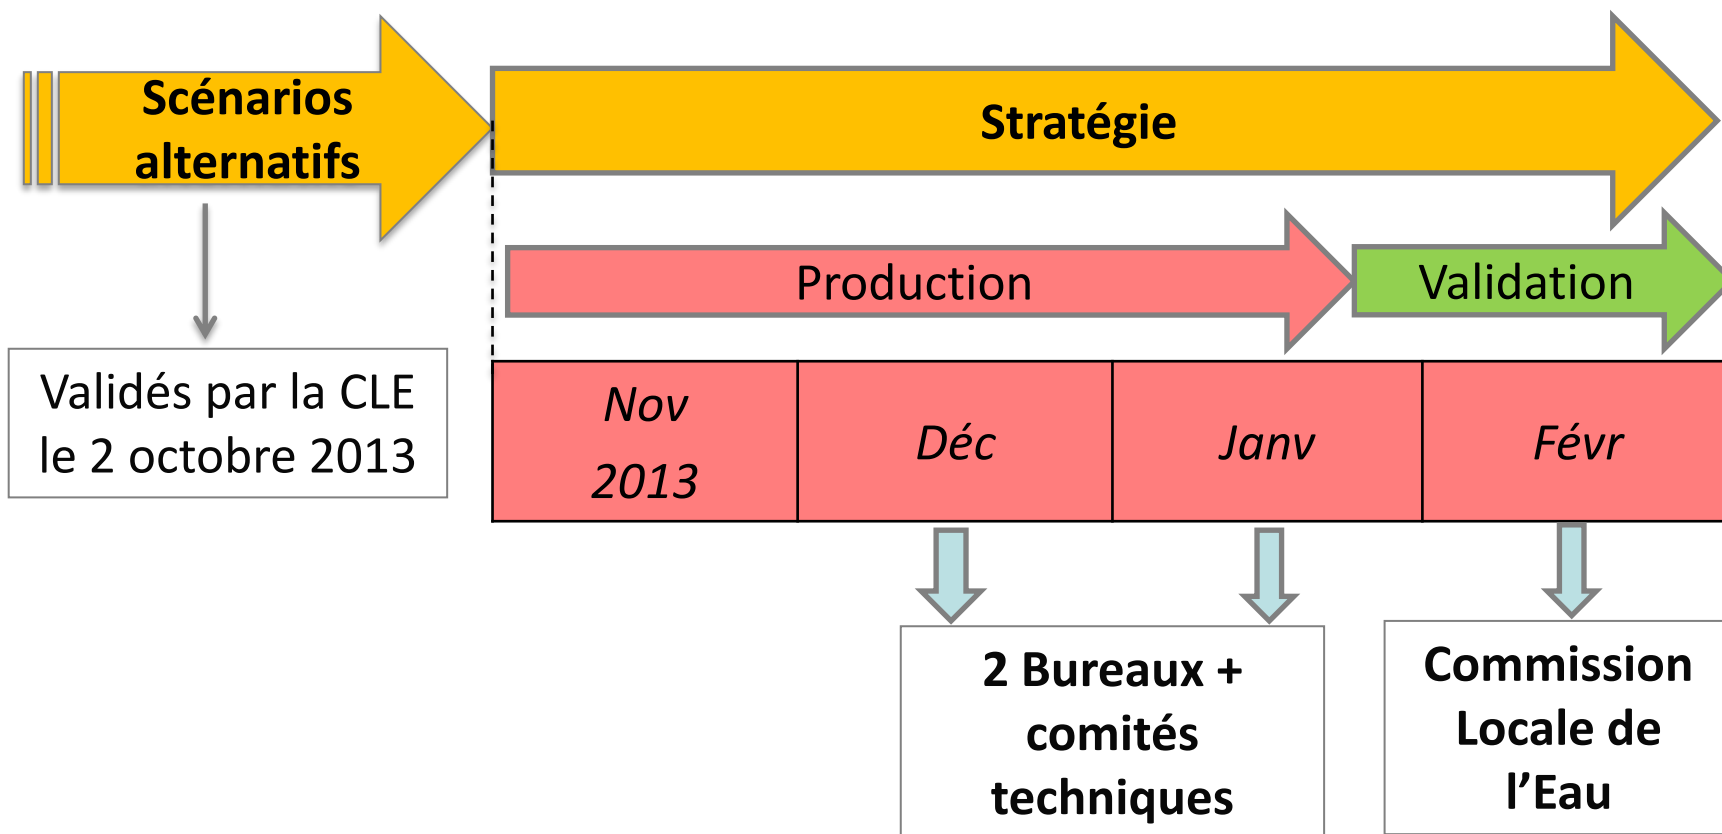 Scénarios
alternatifs
Stratégie
Production
Validation
Validés par la CLE
le 2 octobre 2013
Nov
2013
Déc
Janv
Févr
2 Bureaux +
comités
techniques
Commission
Locale de
l’Eau